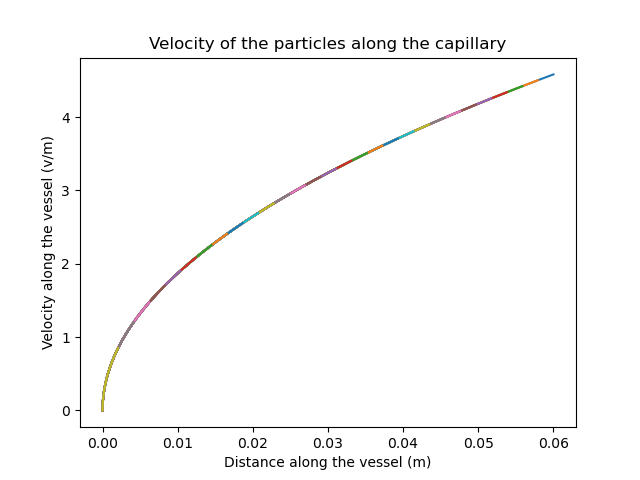 Velocity of the particles along the capillary
Velocity along the vessel (v/m)
4
3
2
1
0
0.00 0.01 0.02 0.03 0.04 0.05 0.06
Distance along the vessel (m)